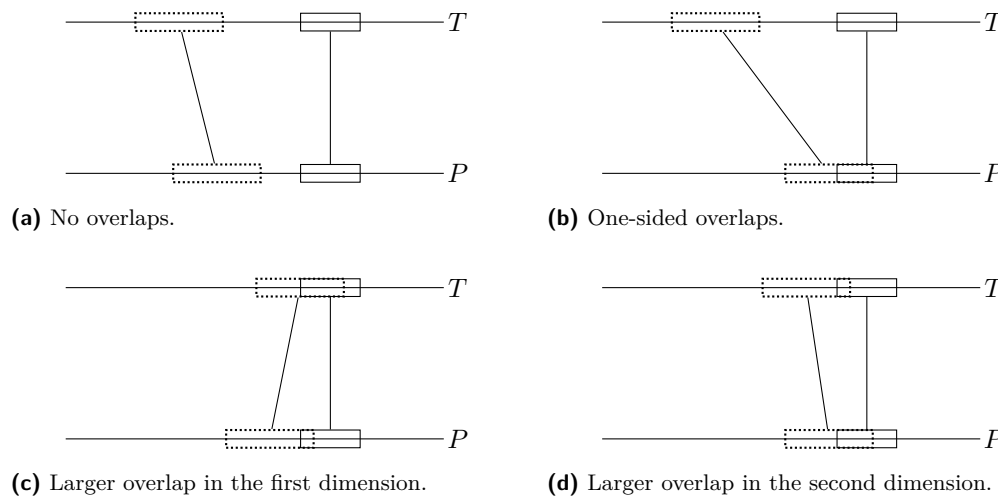 T
T
P
P
(a) No overlaps.
(b) One-sided overlaps.
T
T
P
P
(c) Larger overlap in the first dimension.
(d) Larger overlap in the second dimension.